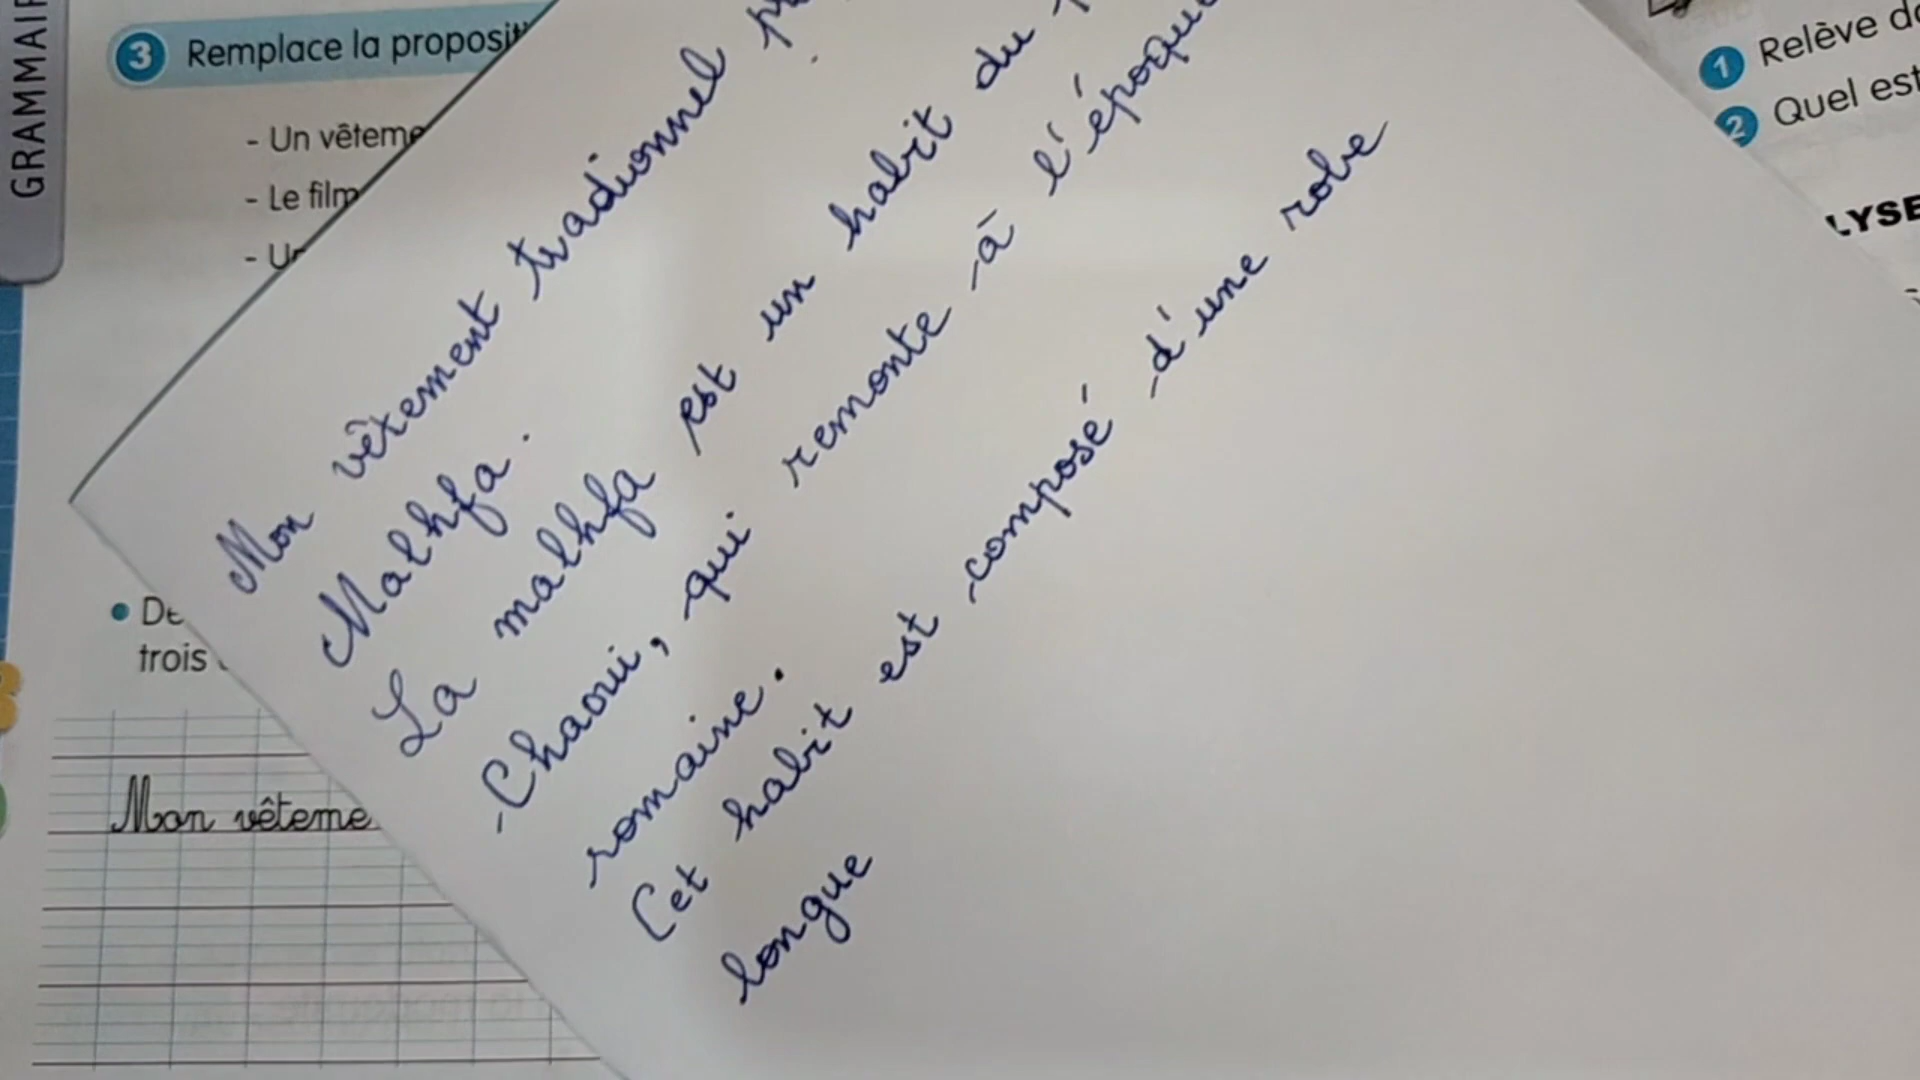 GRAMMAIR
3 Remplace la proposit
- Un vêteme
- Le film
- Un
• De
trois
Mon vêteme
Mon vêtement tradionnel
Malhfa.
La malhfa est un habit du
Chaoui, qui remonte à l'époque
romaine.
Cet habit est composé d'une robe
longue
1 Relève
2 Quel est
LYSE